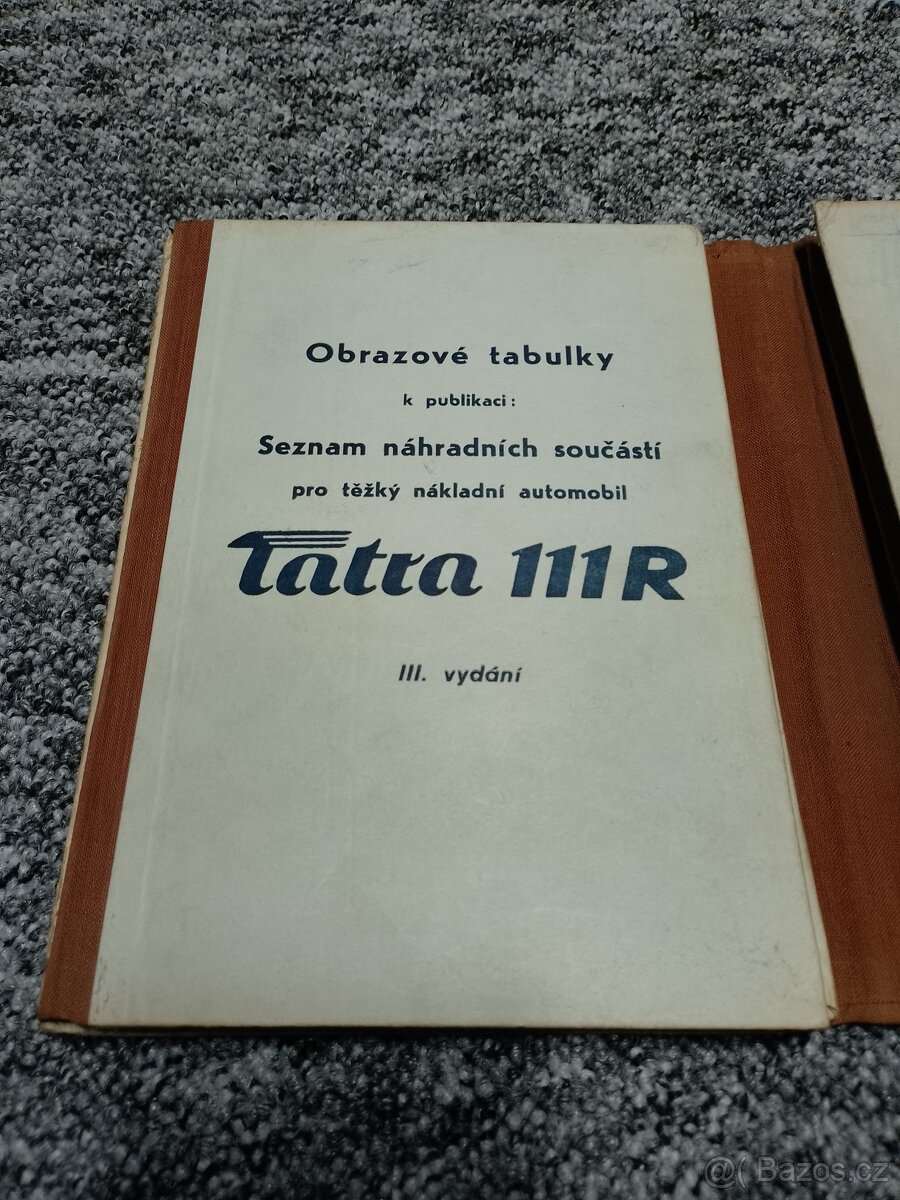 Obrazové tabulky
k publikaci:
Seznam náhradních součástí
pro těžký nákladní automobil
Tatra 111R
III. vydání
@( Bazos.cz